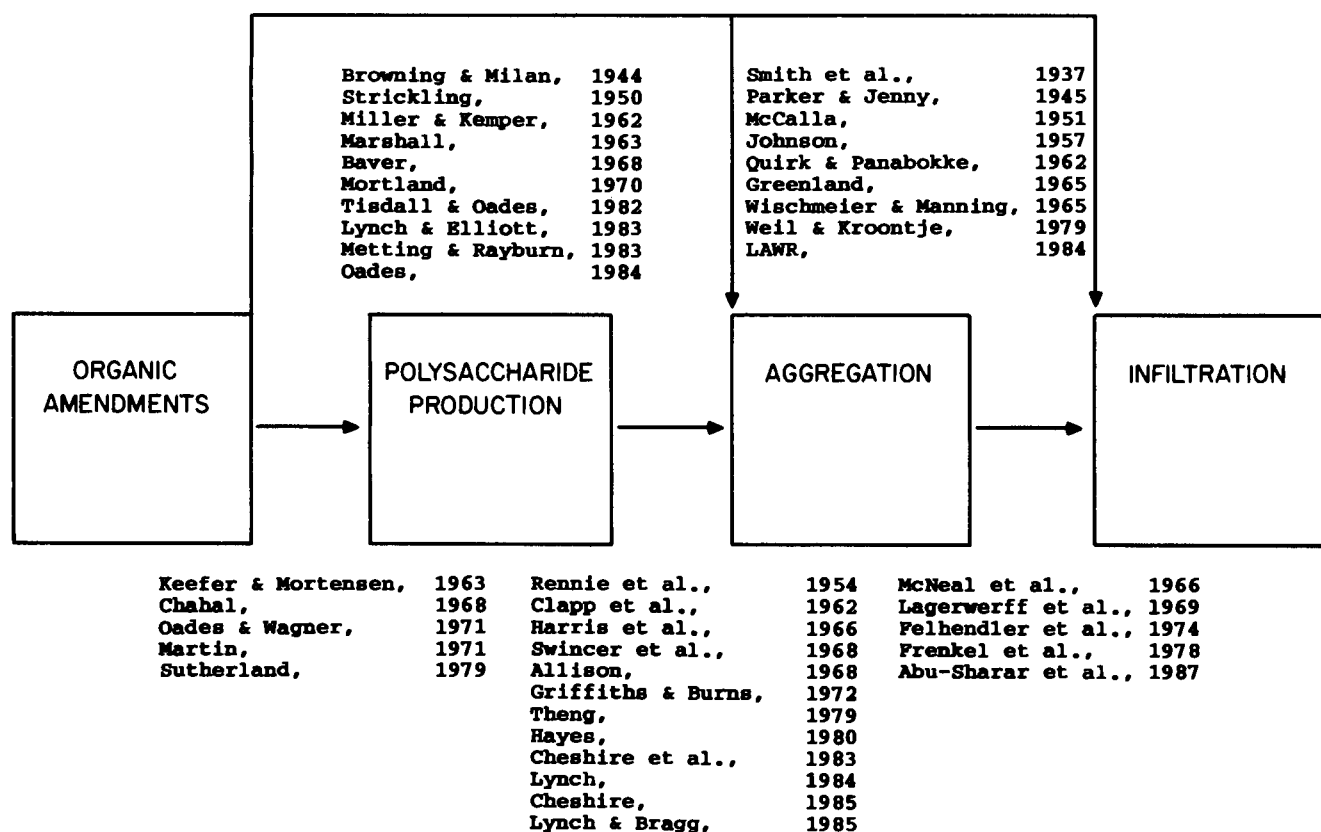 Browning & Milan, 1944
Strickling, 1950
Miller & Kemper, 1962
Marshall, 1963
Baver, 1968
Mortland, 1970
Tisdall & Oades, 1982
Lynch & Elliott, 1983
Metting & Rayburn, 1983
Oades, 1984
Smith et al., 1937
Parker & Jenny, 1945
McCalla, 1951
Johnson, 1957
Quirk & Panabokke, 1962
Greenland, 1965
Wischmeier & Manning, 1965
Weil & Kroontje, 1979
LAWR, 1984
ORGANIC
AMENDMENTS
POLYSACCHARIDE
PRODUCTION
AGGREGATION
INFILTRATION
Keefer & Mortensen, 1963
Chahal, 1968
Oades & Wagner, 1971
Martin, 1971
Sutherland, 1979
Rennie et al., 1954
Clapp et al., 1962
Harris et al., 1966
Swincer et al., 1968
Allison, 1968
Griffiths & Burns, 1972
Theng, 1979
Hayes, 1980
Cheshire et al., 1983
Lynch, 1984
Cheshire, 1985
Lynch & Bragg, 1985
McNeal et al., 1966
Lagerwerff et al., 1969
Felhendler et al., 1974
Frenkel et al., 1978
Abu-Sharar et al., 1987